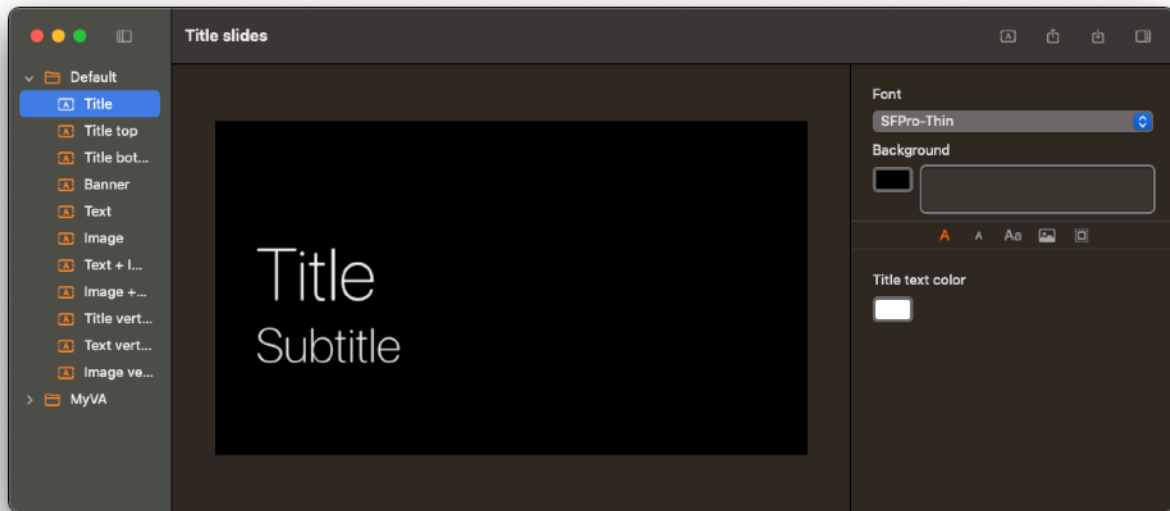 Title slides
Default
Title
Title top
Title bot...
Banner
Text
Image
Text + I...
Image +...
Title vert...
Text vert...
Image ve...
MyVA
Title
Subtitle
Font
SFPro-Thin
Background
A A Aa
Title text color